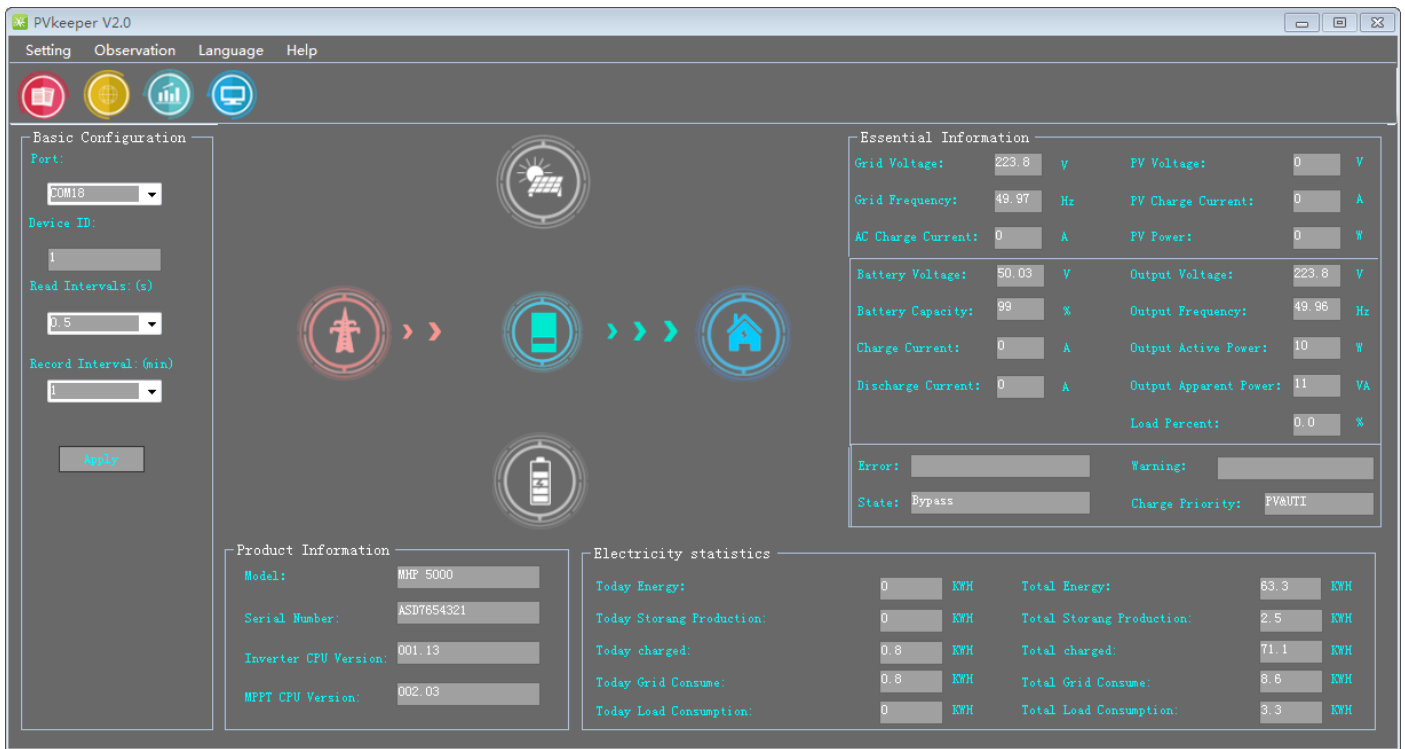 PVkeeper V2.0
Setting Observation Language Help
Basic Configuration
Port:
COM18
Device ID:
1
Read Intervals:(s)
0.5
Record Interval:(min)
1
Apply
Essential Information
Grid Voltage: 223.8 V PV Voltage: 0 V
Grid Frequency: 49.97 Hz PV Charge Current: 0 A
AC Charge Current: 0 A PV Power: 0 W
Battery Voltage: 50.03 V Output Voltage: 223.8 V
Battery Capacity: 99 % Output Frequency: 49.96 Hz
Charge Current: 0 A Output Active Power: 10 W
Discharge Current: 0 A Output Apparent Power: 11 VA
Load Percent: 0.0 %
Error: Warning:
State: Bypass Charge Priority: PV&UTI
Product Information
Model: MHP 5000
Serial Number: ASD7654321
Inverter CPU Version: 001.13
MPPT CPU Version: 002.03
Electricity statistics
Today Energy: 0 KWH Total Energy: 63.3 KWH
Today Storang Production: 0 KWH Total Storang Production: 2.5 KWH
Today charged: 0.8 KWH Total charged: 71.1 KWH
Today Grid Consume: 0.8 KWH Total Grid Consume: 8.6 KWH
Today Load Consumption: 0 KWH Total Load Consumption: 3.3 KWH